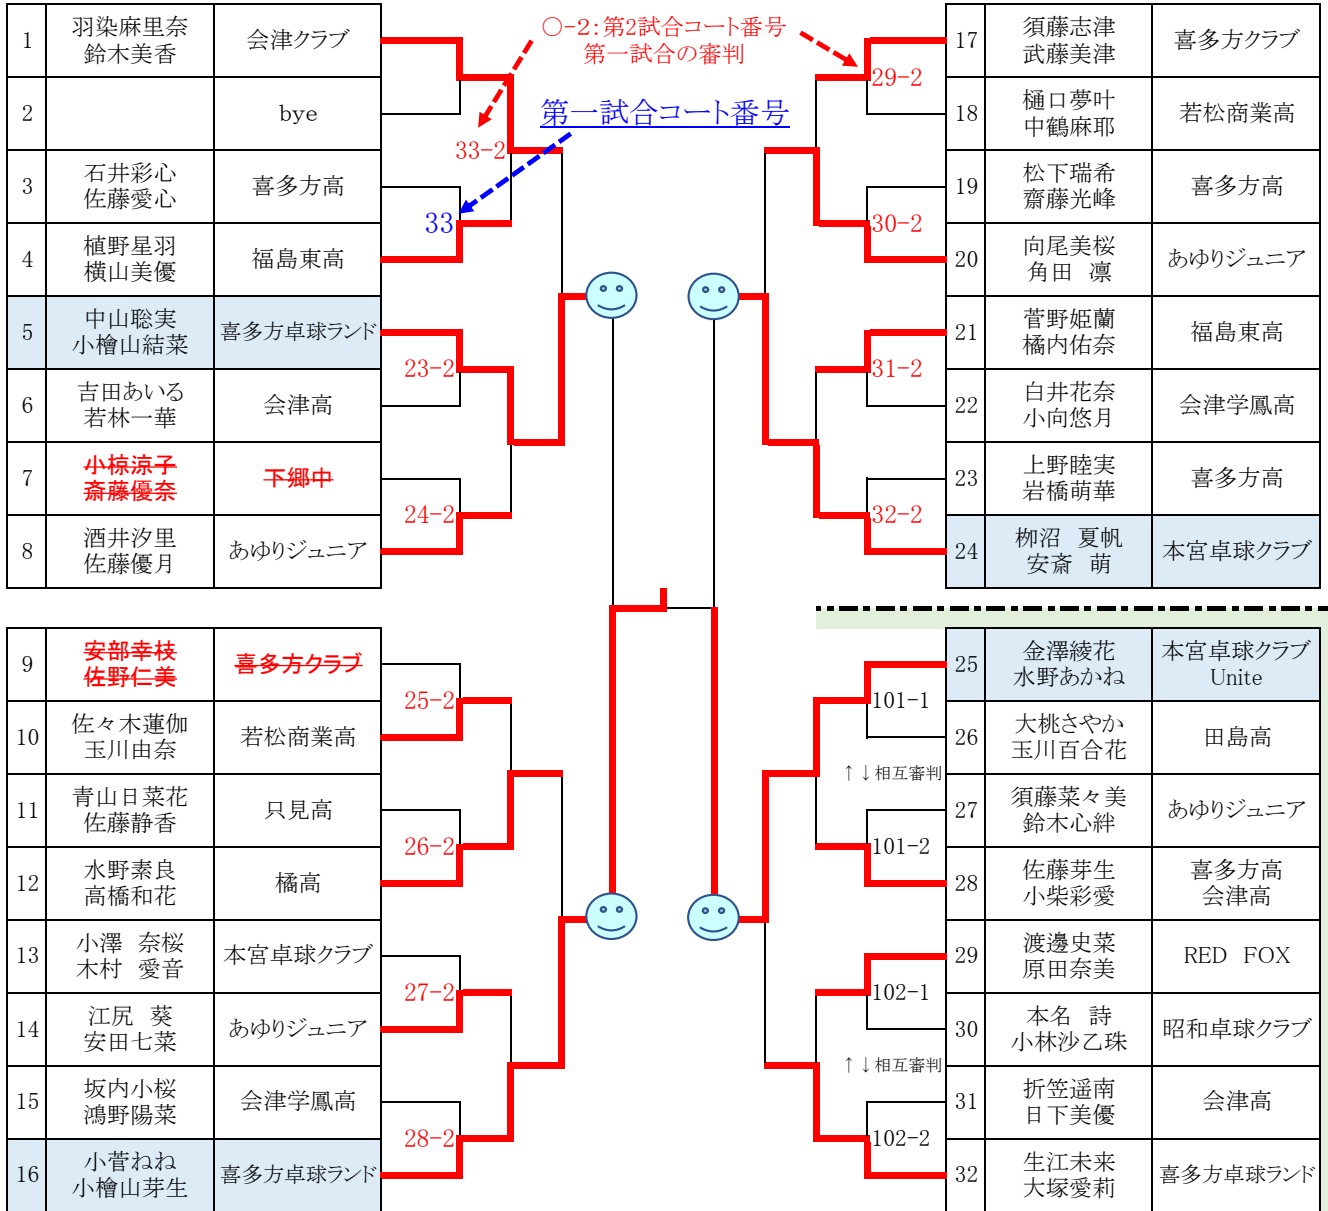 1 羽染麻里奈 会津クラブ
鈴木美香
2 bye
3 石井彩心 喜多方高
佐藤愛心
4 植野星羽 福島東高
横山美優
5 中山聡実 喜多方卓球ランド
小檜山結菜
6 吉田あいる 会津高
若林一華
7 小椋涼子 下郷中
斎藤優奈
8 酒井汐里 あゆりジュニア
佐藤優月
33-2
33
23-2
24-2
○-2:第2試合コート番号
第一試合の審判
第一試合コート番号
17 須藤志津 喜多方クラブ
武藤美津
18 樋口夢叶 若松商業高
中鶴麻耶
19 松下瑞希 喜多方高
齋藤光峰
20 向尾美桜 あゆりジュニア
角田 凛
21 菅野姫蘭 福島東高
橘内佑奈
22 白井花奈 会津学鳳高
小向悠月
23 上野睦実 喜多方高
岩橋萌華
24 栁沼 夏帆 本宮卓球クラブ
安斎 萌
29-2
30-2
31-2
32-2
9 安部幸枝 喜多方クラブ
佐野仁美
10 佐々木蓮伽 若松商業高
玉川由奈
11 青山日菜花 只見高
佐藤静香
12 水野素良 橘高
高橋和花
13 小澤 奈桜 本宮卓球クラブ
木村 愛音
14 江尻 葵 あゆりジュニア
安田七菜
15 坂内小桜 会津学鳳高
鴻野陽菜
16 小菅ねね 喜多方卓球ランド
小檜山芽生
25-2
26-2
27-2
28-2
25 金澤綾花 本宮卓球クラブ
水野あかね Unite
26 大桃さやか 田島高
玉川百合花
27 須藤菜々美 あゆりジュニア
鈴木心絆
28 佐藤芽生 喜多方高
小柴彩愛 会津高
29 渡邊史菜 RED FOX
原田奈美
30 本名 詩 昭和卓球クラブ
小林沙乙珠
31 折笠遥南 会津高
日下美優
32 生江未来 喜多方卓球ランド
大塚愛莉
101-1
↑↓相互審判
101-2
102-1
↑↓相互審判
102-2